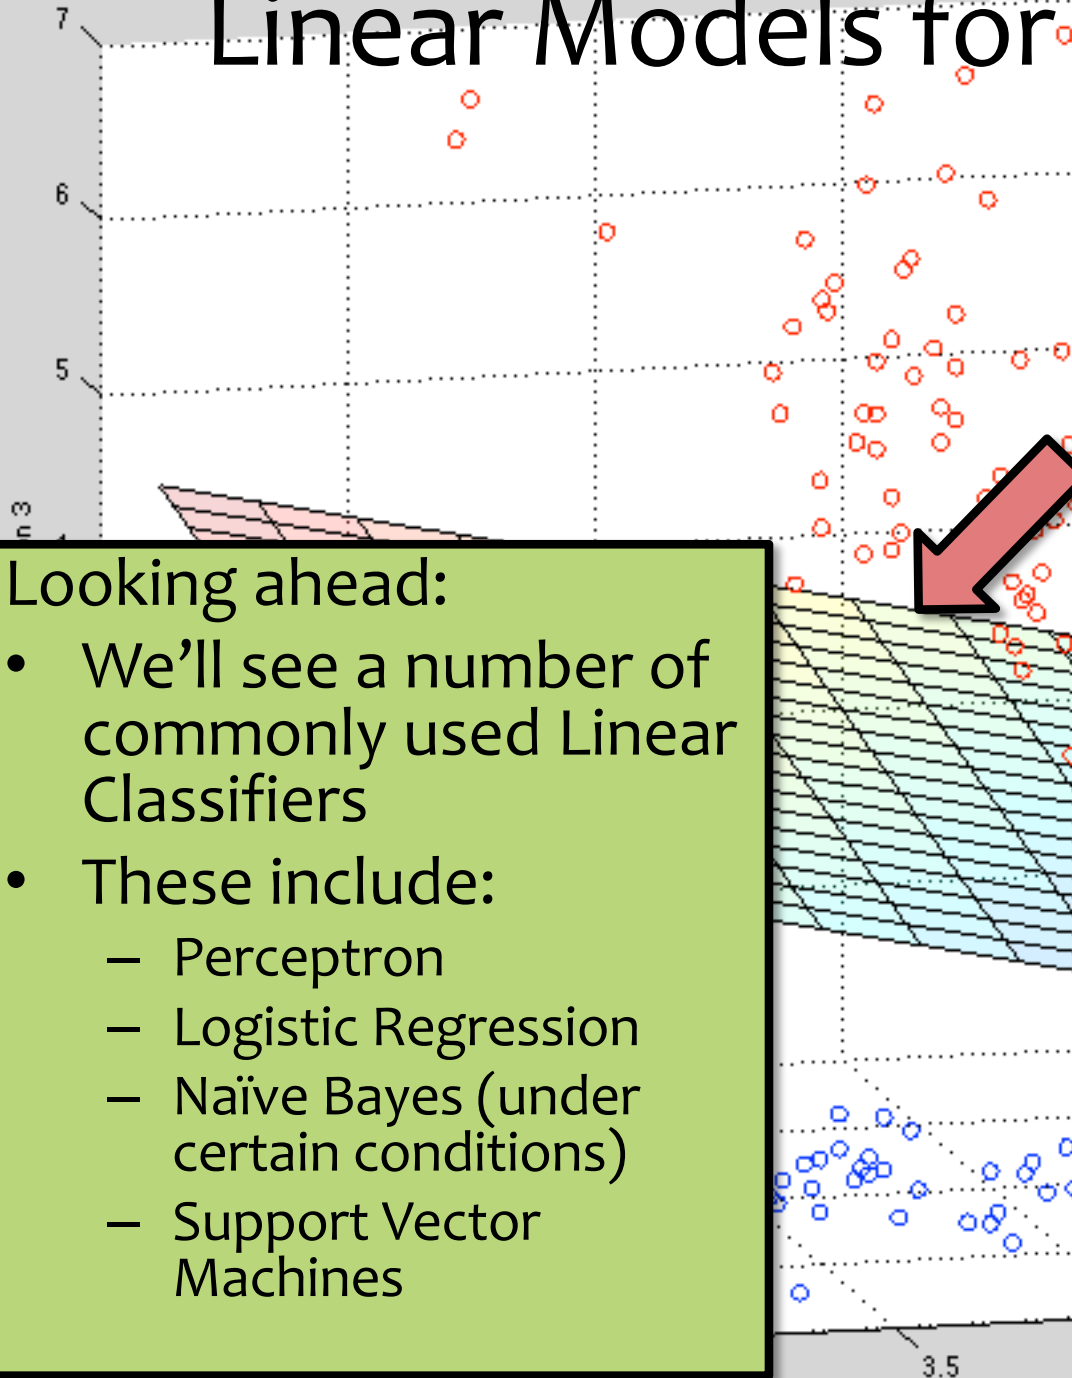 Linear Models for
7
6
5
n 3
Looking ahead:
• We’ll see a number of
commonly used Linear
Classifiers
• These include:
– Perceptron
– Logistic Regression
– Naïve Bayes (under
certain conditions)
– Support Vector
Machines
3.5